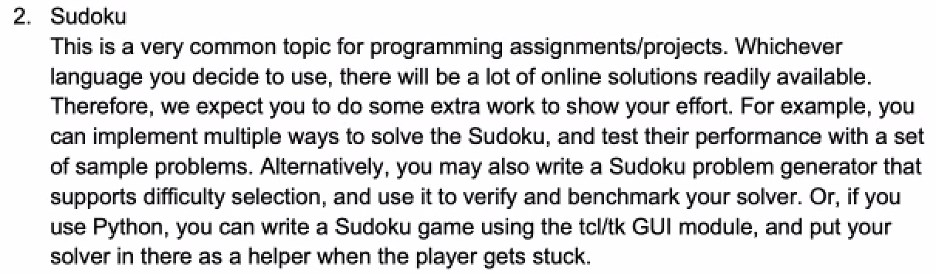 2. Sudoku
This is a very common topic for programming assignments/projects. Whichever
language you decide to use, there will be a lot of online solutions readily available.
Therefore, we expect you to do some extra work to show your effort. For example, you
can implement multiple ways to solve the Sudoku, and test their performance with a set
of sample problems. Alternatively, you may also write a Sudoku problem generator that
supports difficulty selection, and use it to verify and benchmark your solver. Or, if you
use Python, you can write a Sudoku game using the tcl/tk GUI module, and put your
solver in there as a helper when the player gets stuck.